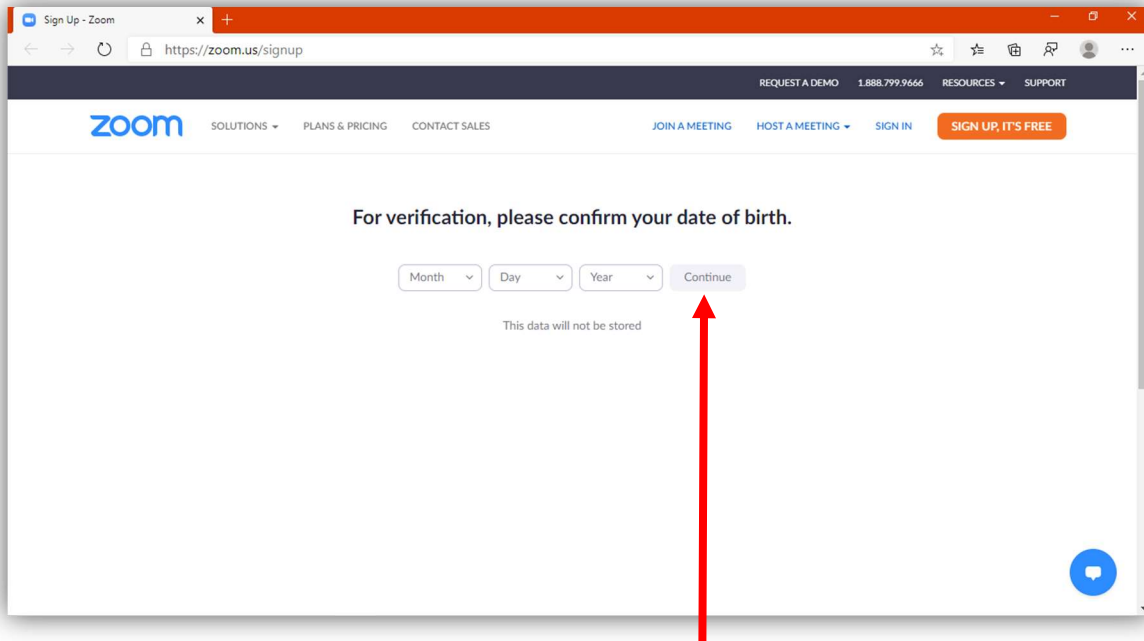 Sign Up - Zoom
https://zoom.us/signup
REQUEST A DEMO 1.888.799.9666 RESOURCES SUPPORT
zoom SOLUTIONS PLANS & PRICING CONTACT SALES JOIN A MEETING HOST A MEETING SIGN IN SIGN UP, IT'S FREE
For verification, please confirm your date of birth.
Month Day Year Continue
This data will not be stored